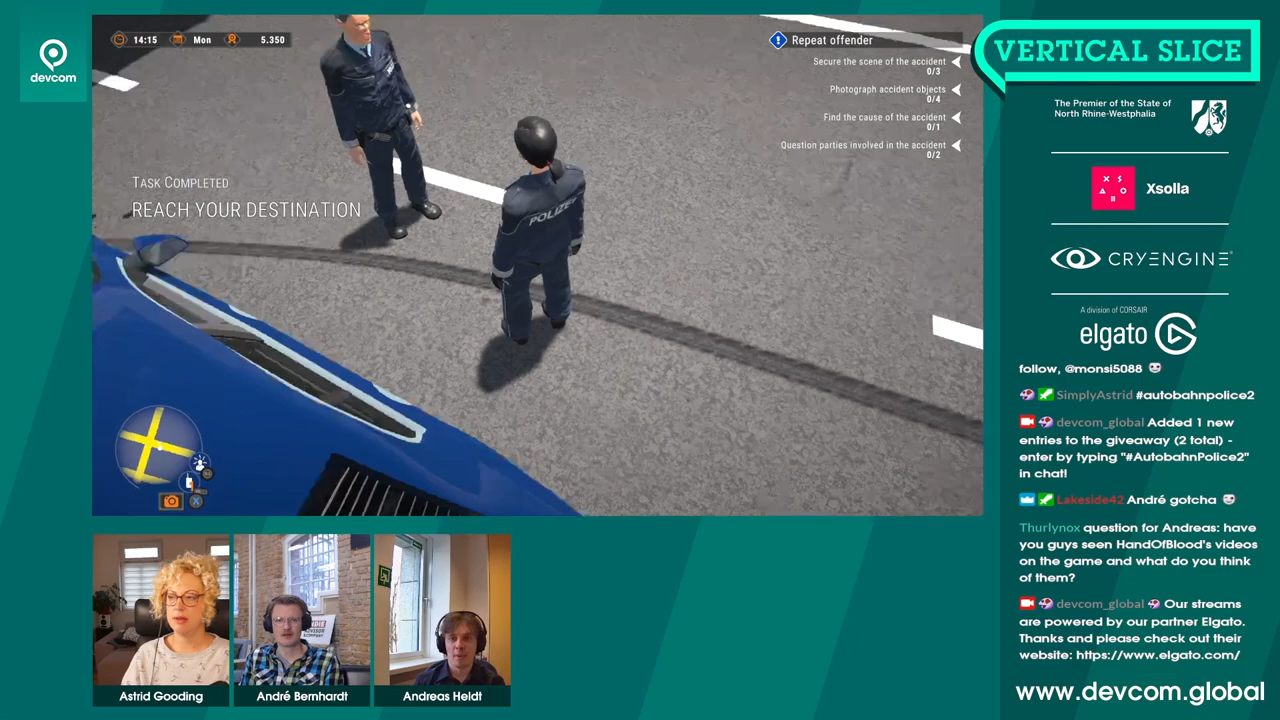 devcom
14:15
Mon
5.350
Repeat offender
Secure the scene of the accident
0/3
Photograph accident objects
0/4
Find the cause of the accident
0/1
Question parties involved in the accident
0/2
TASK COMPLETED
REACH YOUR DESTINATION
POLIZEI
VERTICAL SLICE
The Premier of the State of
North Rhine-Westphalia
Xsolla
CRYENGINE
A division of CORSAIR
elgato
follow, @monsi5088
SimplyAstrid #autobahnpolice2
devcom_global Added 1 new
entries to the giveaway (2 total) -
enter by typing "#AutobahnPolice2"
in chat!
Lakeside42 André gotcha
Thurlynox question for Andreas: have
you guys seen HandOfBlood's videos
on the game and what do you think
of them?
devcom_global Our streams
are powered by our partner Elgato.
Thanks and please check out their
website: https://www.elgato.com/
www.devcom.global
Astrid Gooding
André Bernhardt
Andreas Heldt